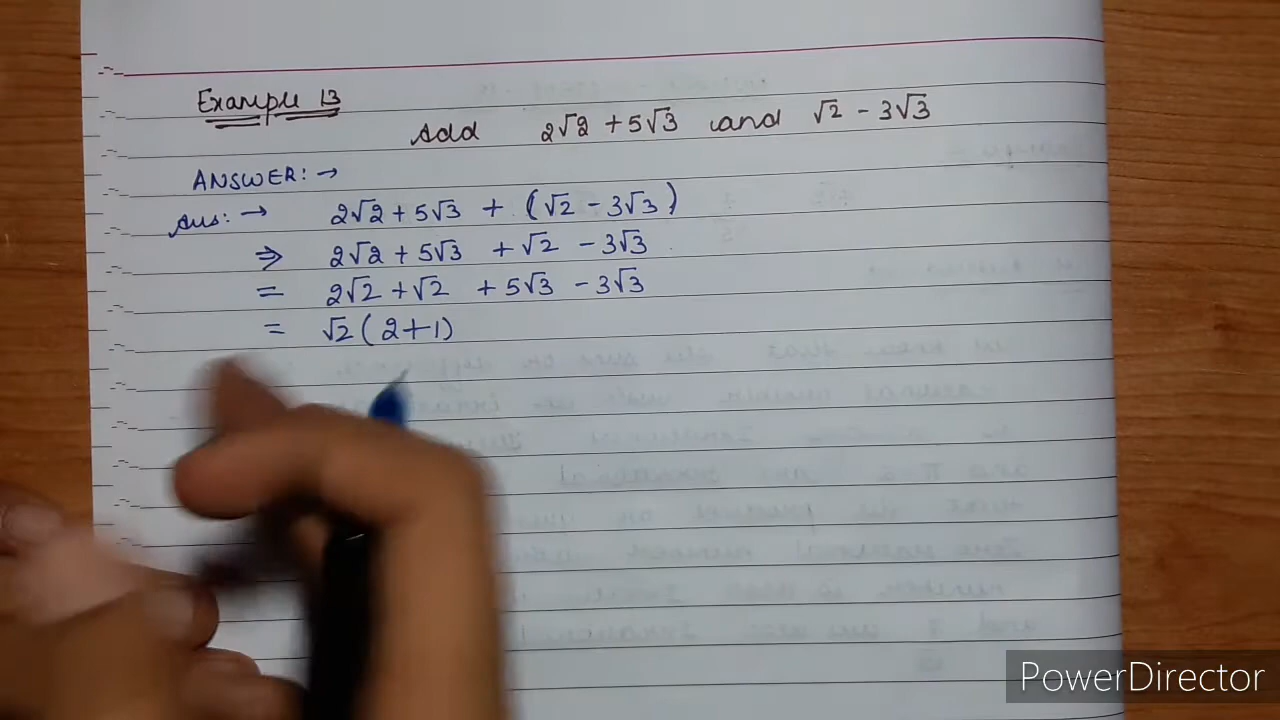 Example 13
Add 2√2 + 5√3 and √2 - 3√3
ANSWER:→
Ans:→ 2√2 + 5√3 + (√2 - 3√3)
⇒ 2√2 + 5√3 + √2 - 3√3
= 2√2 + √2 + 5√3 - 3√3
= √2 (2+1)
PowerDirector